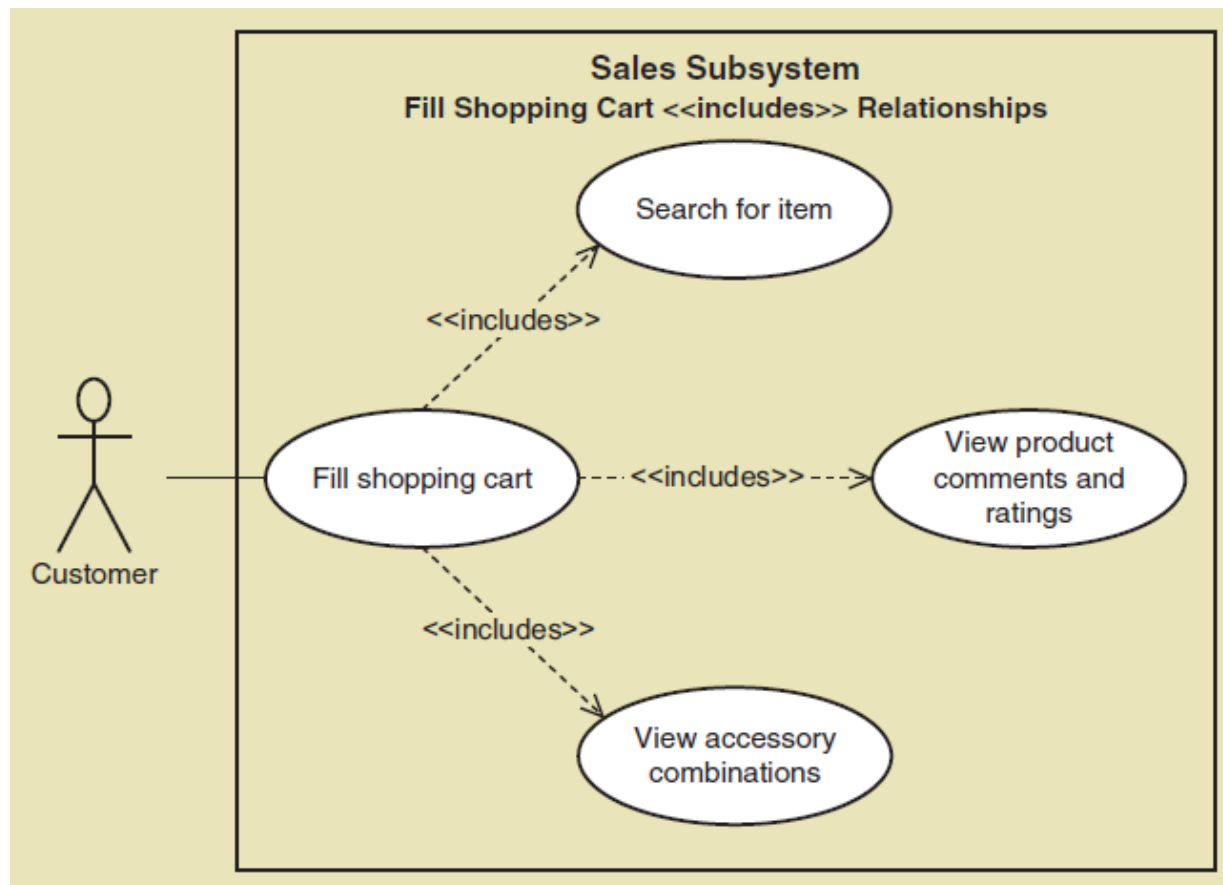 Sales Subsystem
Fill Shopping Cart <<includes>> Relationships
Search for item
<<includes>>
Fill shopping cart
<<includes>>
View product
comments and
ratings
Customer
<<includes>>
View accessory
combinations